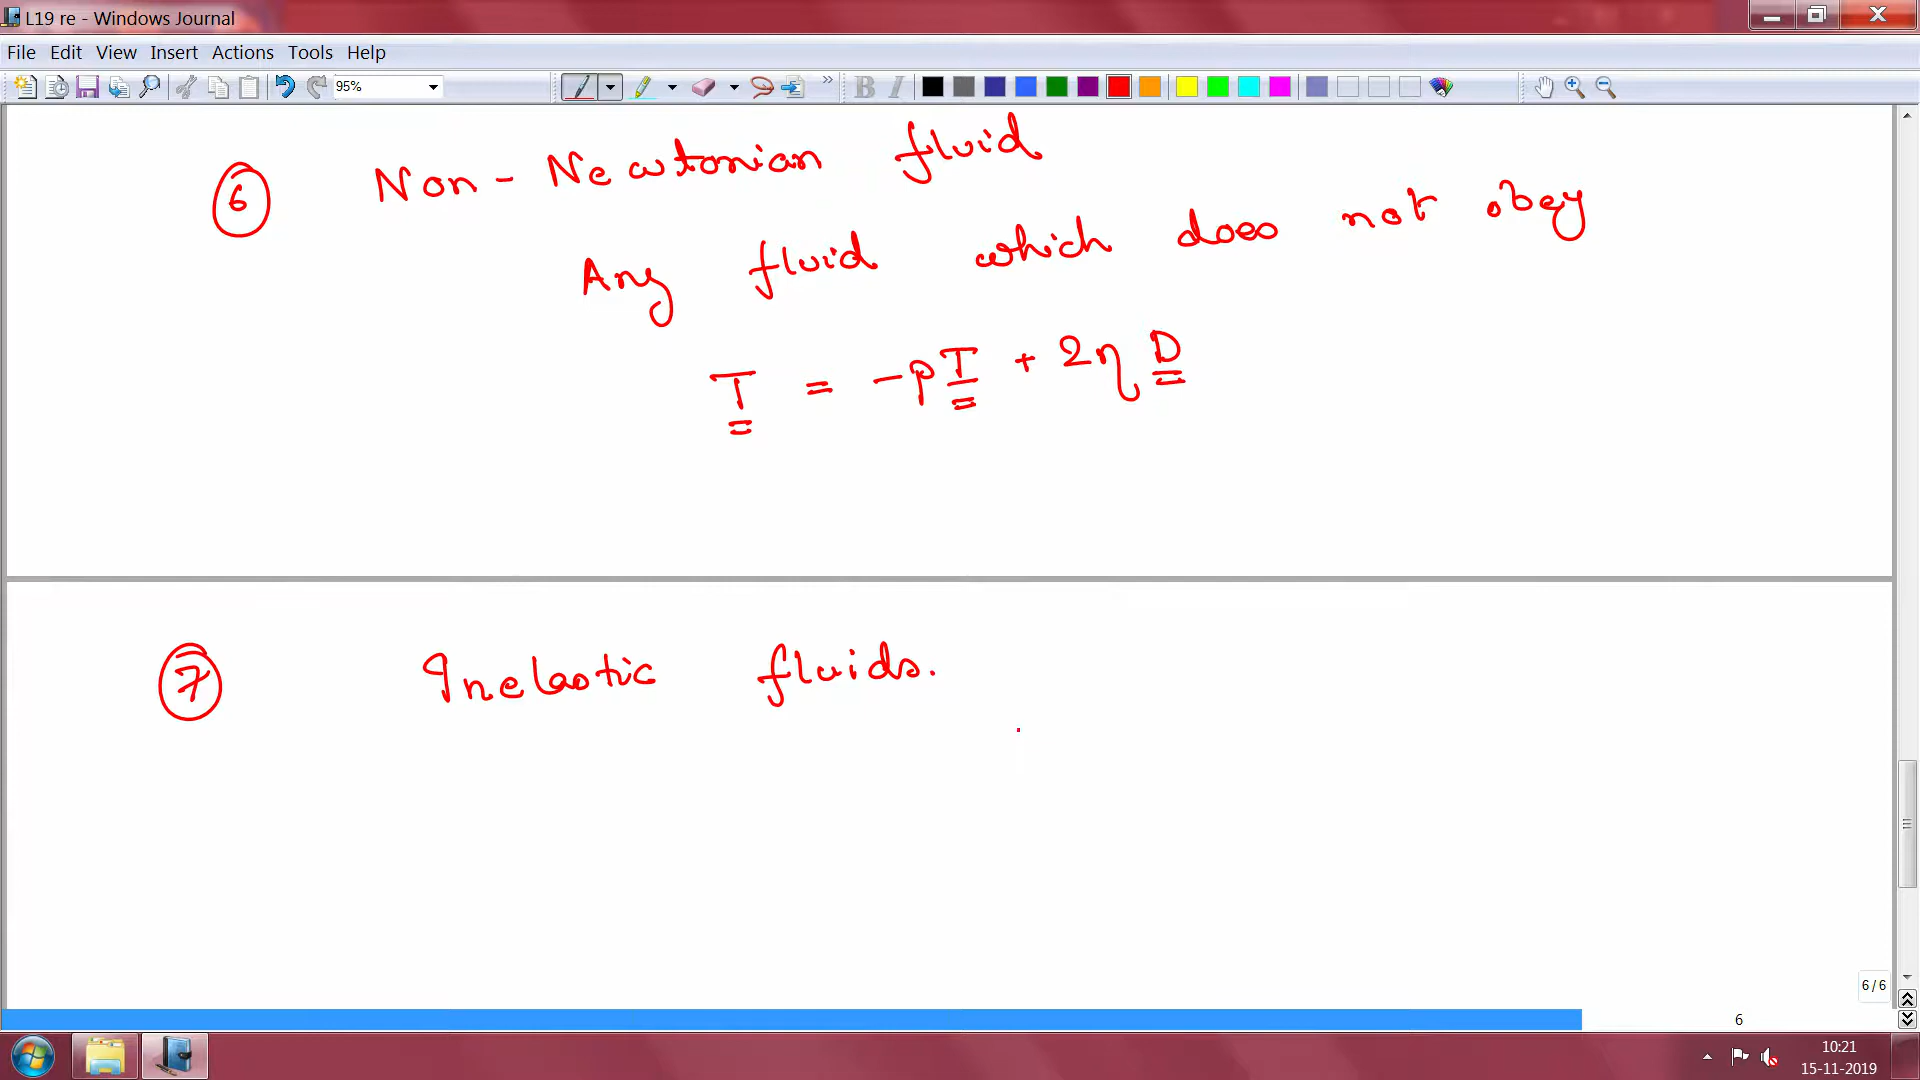 L19 re - Windows Journal
File Edit View Insert Actions Tools Help
95%
B I
6 Non-Newtonian fluid
Any fluid which does not obey
T = -pI + 2η D
7 Inelastic fluids.
6/6
6
10:21
15-11-2019